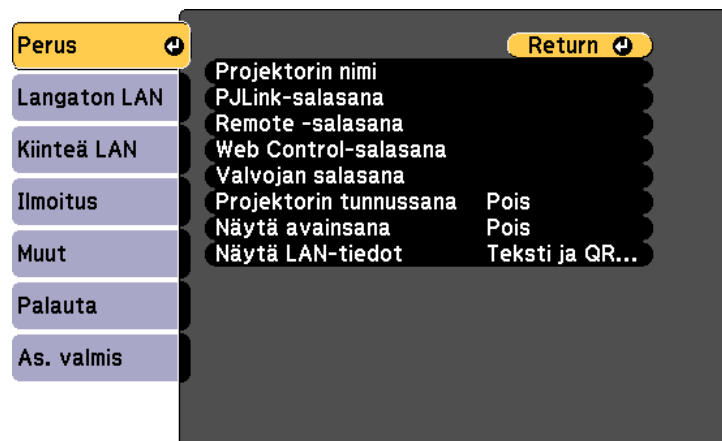 Perus
Langaton LAN
Kiinteä LAN
Ilmoitus
Muut
Palauta
As. valmis
Return
Projektorin nimi
PJLink-salasana
Remote -salasana
Web Control-salasana
Valvojan salasana
Projektorin tunnussana Pois
Näytä avainsana Pois
Näytä LAN-tiedot Teksti ja QR...